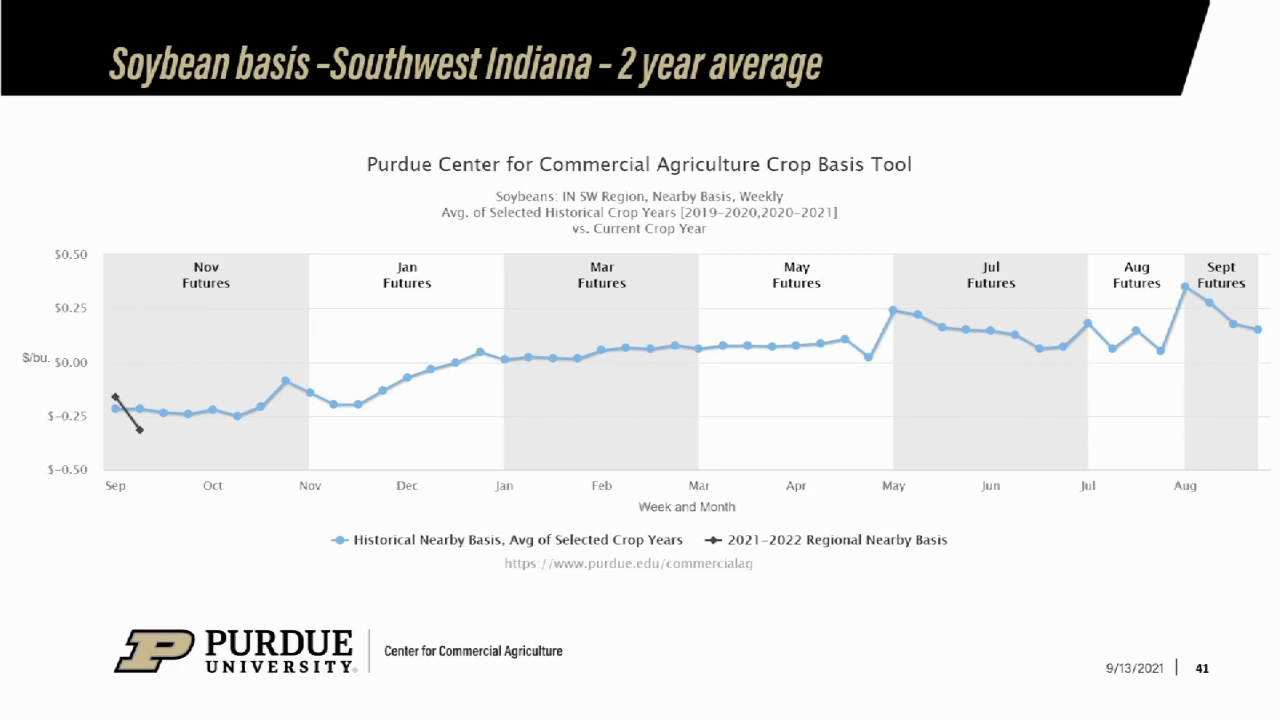 Soybean basis –Southwest Indiana – 2 year average
Purdue Center for Commercial Agriculture Crop Basis Tool
Soybeans: IN SW Region, Nearby Basis, Weekly
Avg. of Selected Historical Crop Years [2019–2020,2020–2021]
vs. Current Crop Year
$0.50
$0.25
$0.00
$–0.25
$–0.50
$/bu.
Nov
Futures
Jan
Futures
Mar
Futures
May
Futures
Jul
Futures
Aug
Futures
Sept
Futures
Sep Oct Nov Dec Jan Feb Mar Apr May Jun Jul Aug
Week and Month
Historical Nearby Basis, Avg of Selected Crop Years 2021–2022 Regional Nearby Basis
https://www.purdue.edu/commercialag
P PURDUE
UNIVERSITY®
Center for Commercial Agriculture
9/13/2021 41